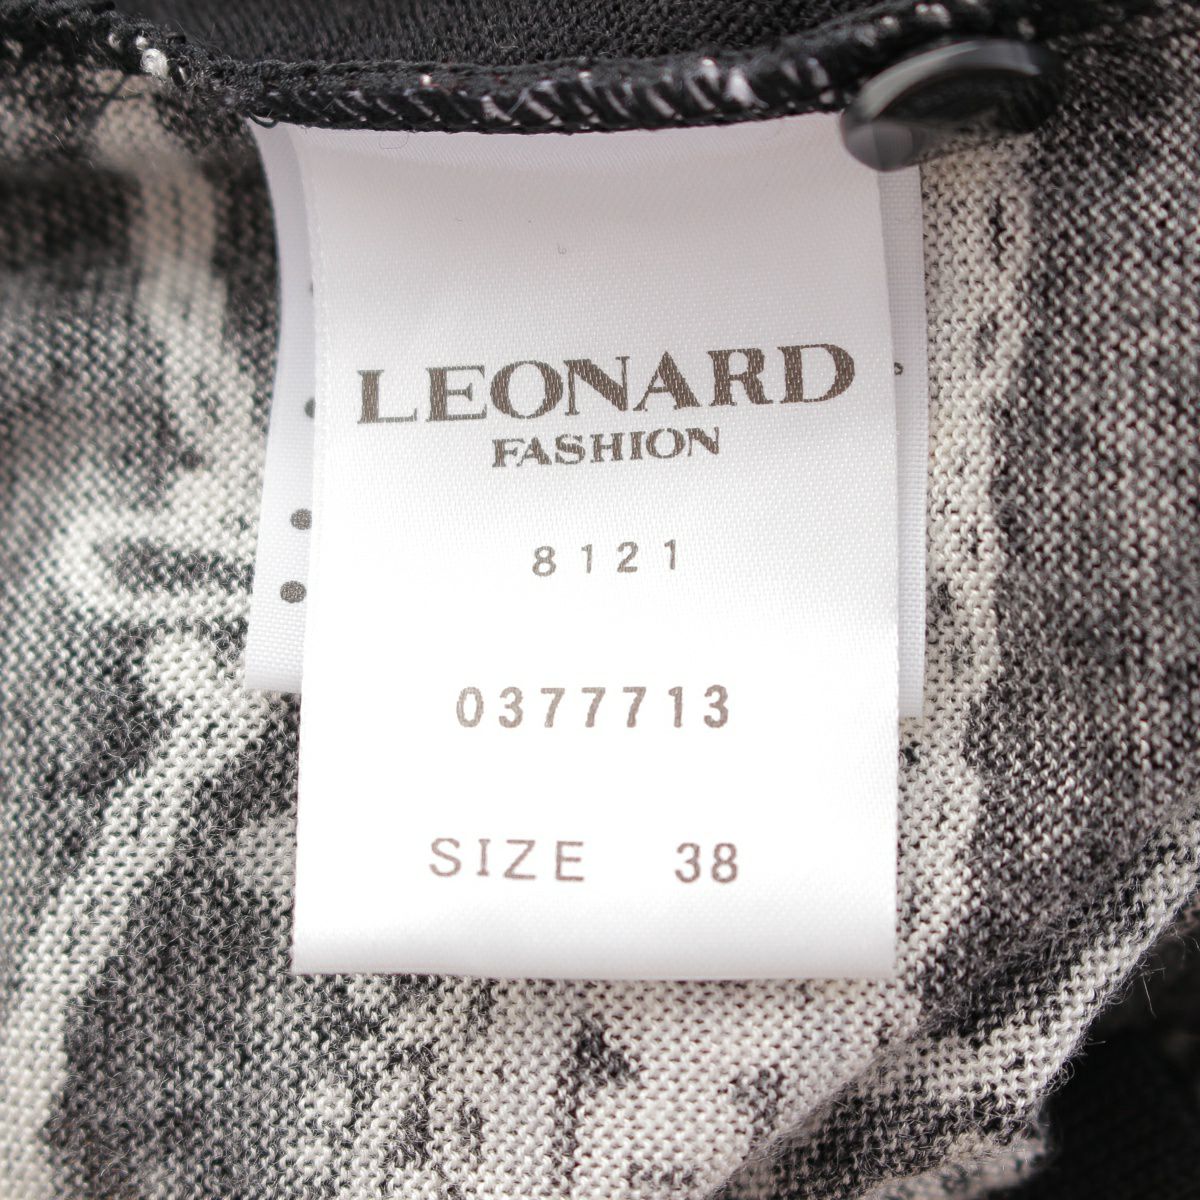 LEONARD
FASHION
8121
0377713
SIZE 38